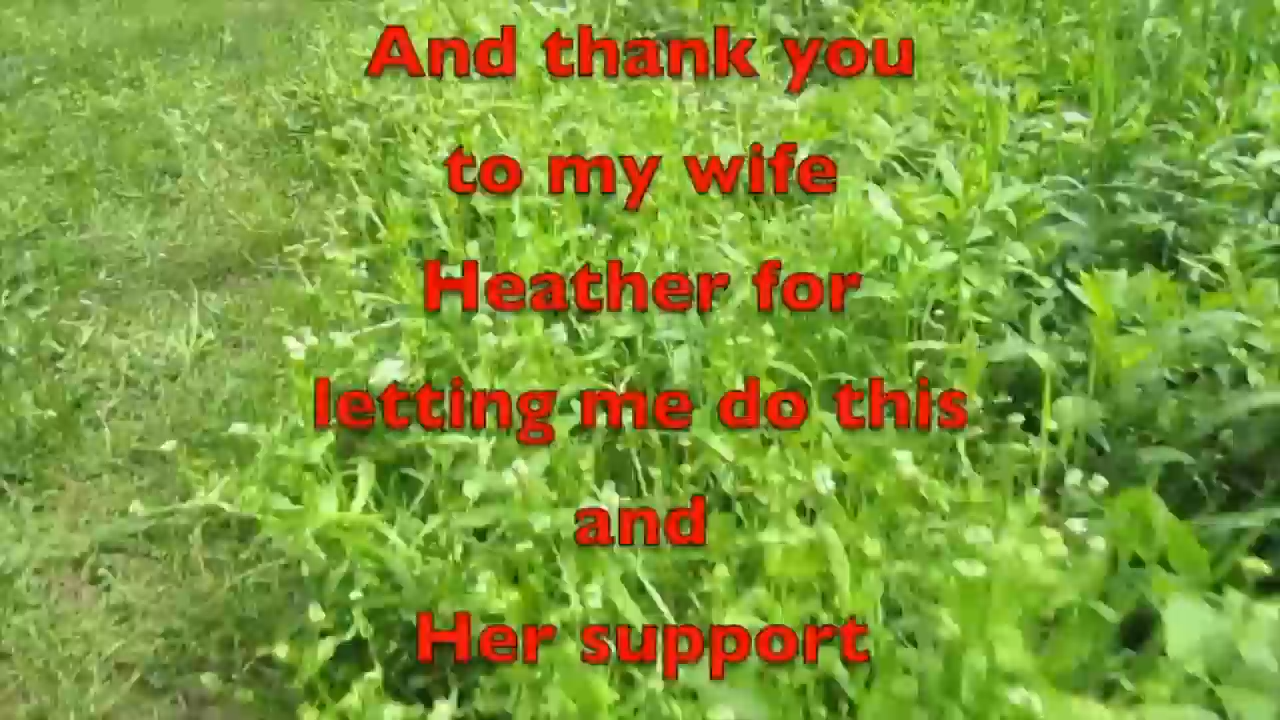 And thank you
to my wife
Heather for
letting me do this
and
Her support